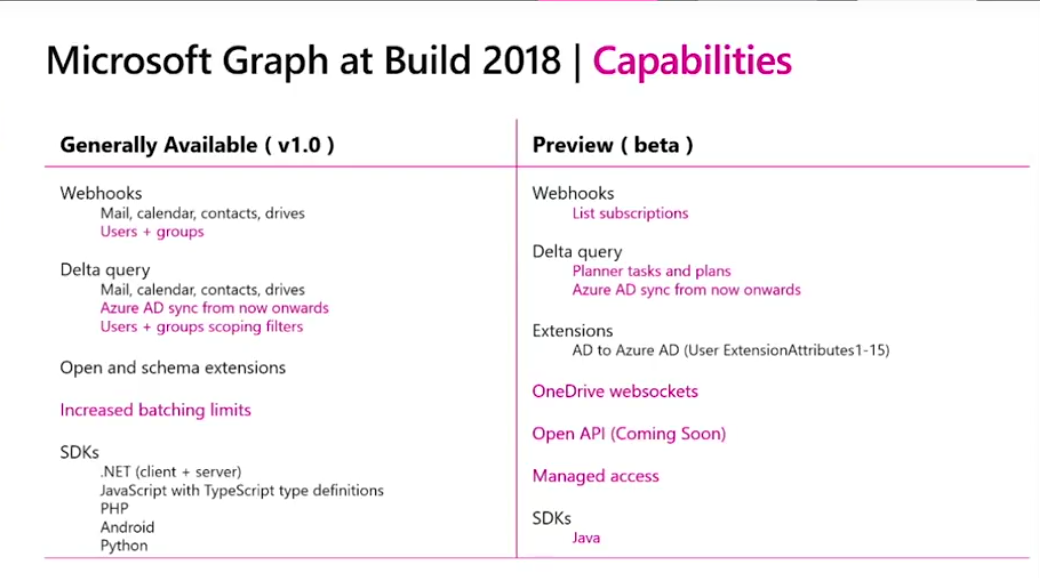 Microsoft Graph at Build 2018 | Capabilities
Generally Available ( v1.0 )
Webhooks
Mail, calendar, contacts, drives
Users + groups
Delta query
Mail, calendar, contacts, drives
Azure AD sync from now onwards
Users + groups scoping filters
Open and schema extensions
Increased batching limits
SDKs
.NET (client + server)
JavaScript with TypeScript type definitions
PHP
Android
Python
Preview ( beta )
Webhooks
List subscriptions
Delta query
Planner tasks and plans
Azure AD sync from now onwards
Extensions
AD to Azure AD (User ExtensionAttributes1-15)
OneDrive websockets
Open API (Coming Soon)
Managed access
SDKs
Java